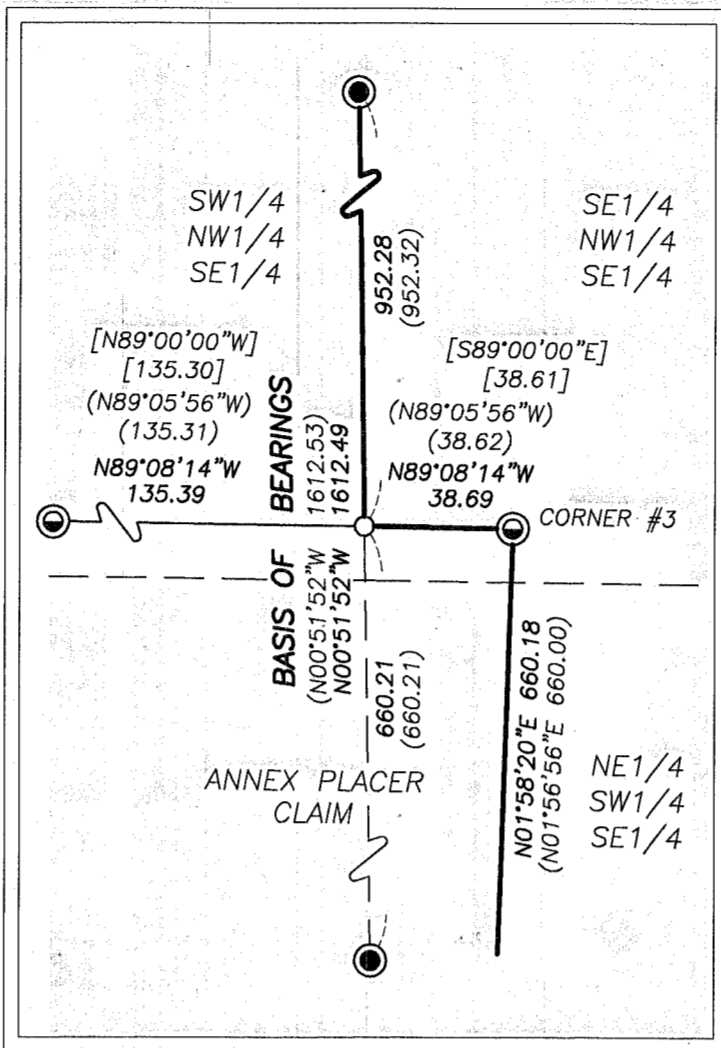 SW1/4
NW1/4
SE1/4
SE1/4
NW1/4
SE1/4
952.28
(952.32)
[N89°00'00"W]
[135.30]
(N89°05'56"W)
(135.31)
N89°08'14"W
135.39
[S89°00'00"E]
[38.61]
(N89°05'56"W)
(38.62)
N89°08'14"W
38.69
CORNER #3
BASIS OF BEARINGS
(N00°51'52"W 1612.53)
N00°51'52"W 1612.49
660.21
(660.21)
N01°58'20"E 660.18
(N01°56'56"E 660.00)
ANNEX PLACER
CLAIM
NE1/4
SW1/4
SE1/4